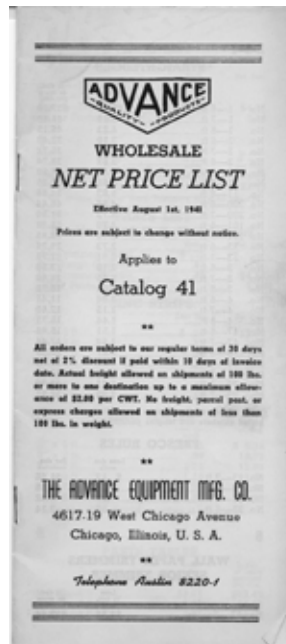 ADVANCE
QUALITY PRODUCTS
WHOLESALE
NET PRICE LIST
Effective August 1st, 1941
Prices are subject to change without notice.
Applies to
Catalog 41
**
All orders are subject to our regular terms of 30 days
net of 2% discount if paid within 10 days of invoice
date. Actual freight allowed on shipments of 100 lbs.
or more to one destination up to a maximum allow-
ance of $2.00 per CWT. No freight, parcel post, or
express charges allowed on shipments of less than
100 lbs. in weight.
**
THE ADVANCE EQUIPMENT MFG. CO.
4617-19 West Chicago Avenue
Chicago, Illinois, U. S. A.
**
Telephone Austin 8220-1